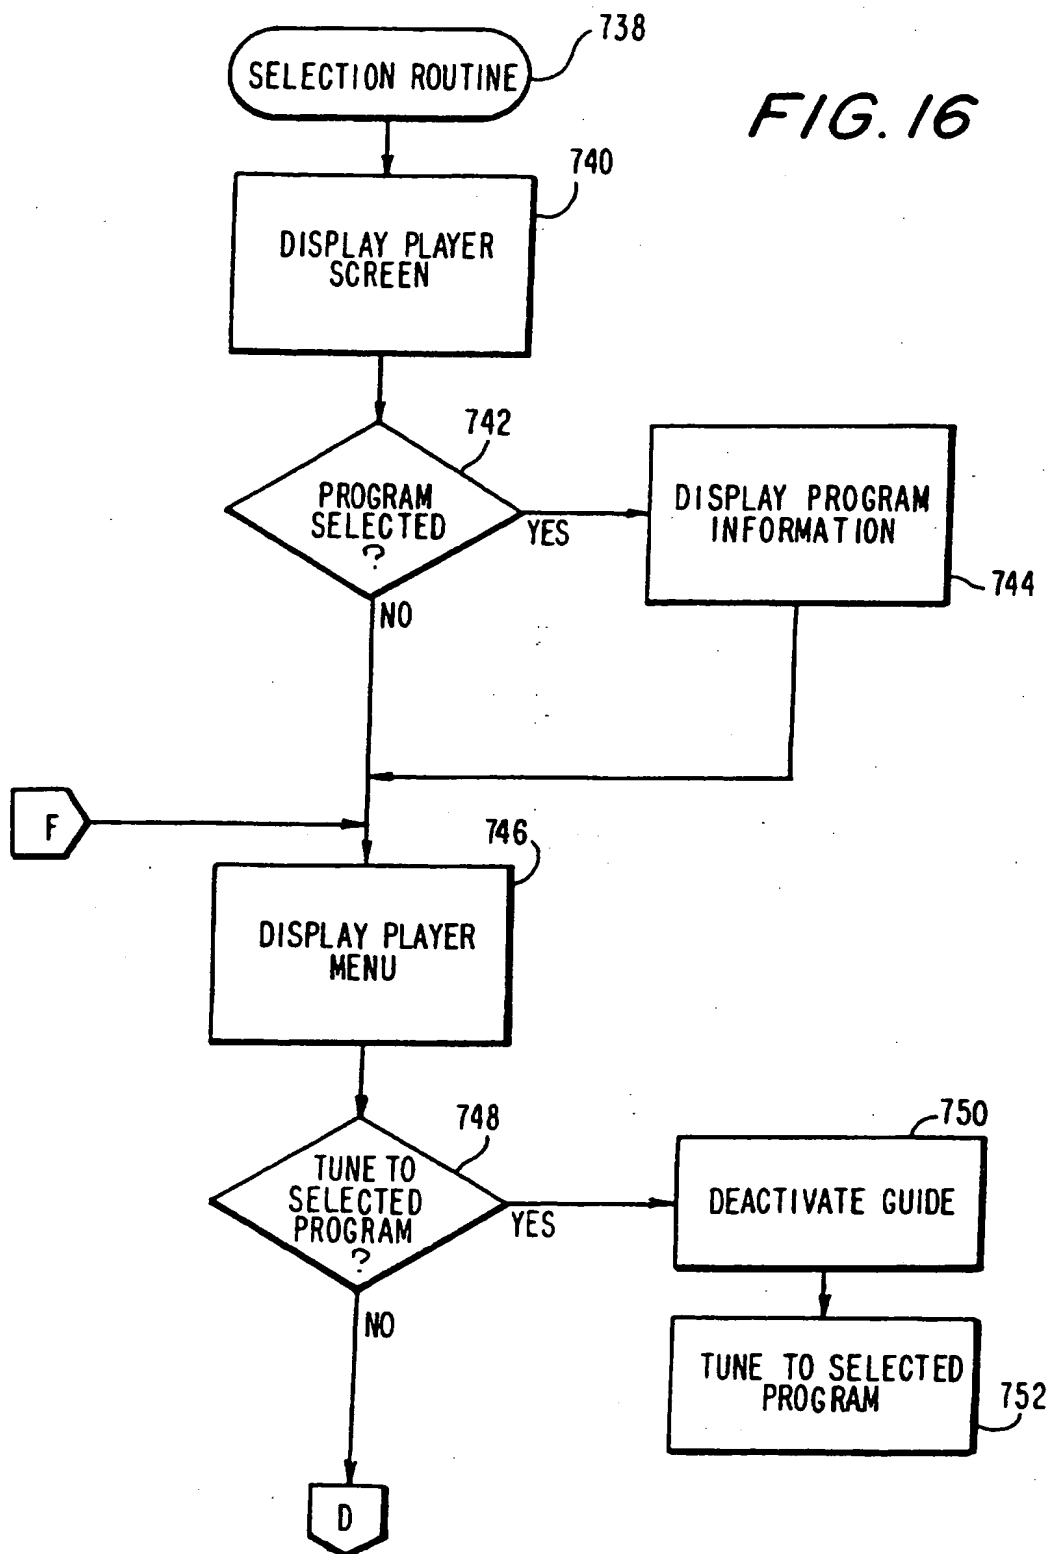 738
SELECTION ROUTINE
FIG. 16
740
DISPLAY PLAYER
SCREEN
742
PROGRAM
SELECTED
?
YES
NO
DISPLAY PROGRAM
INFORMATION
744
F
746
DISPLAY PLAYER
MENU
748
TUNE TO
SELECTED
PROGRAM
?
YES
NO
750
DEACTIVATE GUIDE
TUNE TO SELECTED
PROGRAM
752
D